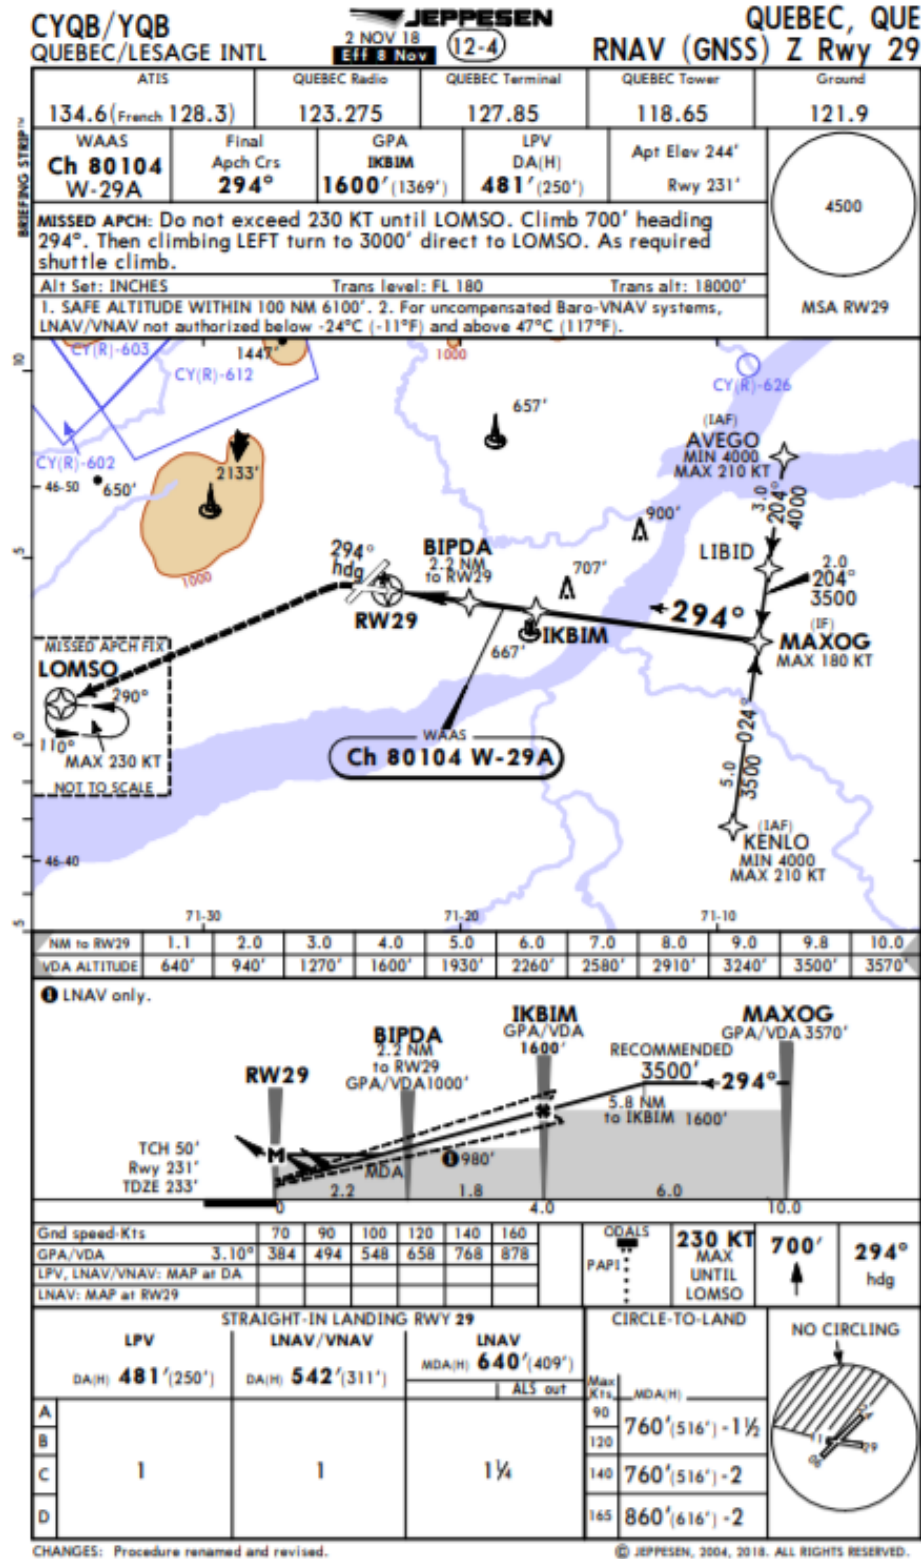 CYQB/YQB
QUEBEC/LESAGE INTL
JEPPESEN
2 NOV 18
Eff 8 Nov
12-4
QUEBEC, QUE
RNAV (GNSS) Z Rwy 29
BRIEFING STRIP™
ATIS
134.6(French 128.3)
QUEBEC Radio
123.275
QUEBEC Terminal
127.85
QUEBEC Tower
118.65
Ground
121.9
WAAS
Ch 80104
W-29A
Final
Apch Crs
294°
GPA
IKBIM
1600'(1369')
LPV
DA(H)
481'(250')
Apt Elev 244'
Rwy 231'
4500
MSA RW29
MISSED APCH: Do not exceed 230 KT until LOMSO. Climb 700' heading
294°. Then climbing LEFT turn to 3000' direct to LOMSO. As required
shuttle climb.
Alt Set: INCHES Trans level: FL 180 Trans alt: 18000'
1. SAFE ALTITUDE WITHIN 100 NM 6100'. 2. For uncompensated Baro-VNAV systems,
LNAV/VNAV not authorized below -24°C (-11°F) and above 47°C (117°F).
10
CY(R)-603
1447'
CY(R)-612
1000
CY(R)-626
657'
(IAF)
AVEGO
MIN 4000
MAX 210 KT
CY(R)-602
650'
2133'
46-50
3.0
204°
4000
900'
5
1000
294°
hdg
BIPDA
2.2 NM
to RW29
707'
LIBID
2.0
204°
3500
RW29
IKBIM
667'
294°
(IF)
MAXOG
MAX 180 KT
MISSED APCH FIX
LOMSO
290°
110°
MAX 230 KT
NOT TO SCALE
0
WAAS
Ch 80104 W-29A
024°
5.0
3500
(IAF)
KENLO
MIN 4000
MAX 210 KT
46-40
5
71-30
71-20
71-10
NM to RW29 1.1 2.0 3.0 4.0 5.0 6.0 7.0 8.0 9.0 9.8 10.0
VDA ALTITUDE 640' 940' 1270' 1600' 1930' 2260' 2580' 2910' 3240' 3500' 3570'
1 LNAV only.
RW29
BIPDA
2.2 NM
to RW29
GPA/VDA1000'
IKBIM
GPA/VDA
1600'
MAXOG
GPA/VDA 3570'
RECOMMENDED
3500'
294°
5.8 NM
to IKBIM 1600'
TCH 50'
Rwy 231'
TDZE 233'
M
MDA
1 980'
2.2
1.8
6.0
0
4.0
10.0
Gnd speed-Kts 70 90 100 120 140 160
GPA/VDA 3.10° 384 494 548 658 768 878
LPV, LNAV/VNAV: MAP at DA
LNAV: MAP at RW29
ODALS
PAPI
230 KT
MAX
UNTIL
LOMSO
700'
294°
hdg
STRAIGHT-IN LANDING RWY 29
LPV
DA(H) 481'(250')
LNAV/VNAV
DA(H) 542'(311')
LNAV
MDA(H) 640'(409')
ALS out
A
B
C
D
1
1
1¼
CIRCLE-TO-LAND
Max
Kts
MDA(H)
90
120
760'(516') -1½
140 760'(516') -2
165 860'(616') -2
NO CIRCLING
24
11
29
06
CHANGES: Procedure renamed and revised.
© JEPPESEN, 2004, 2018. ALL RIGHTS RESERVED.